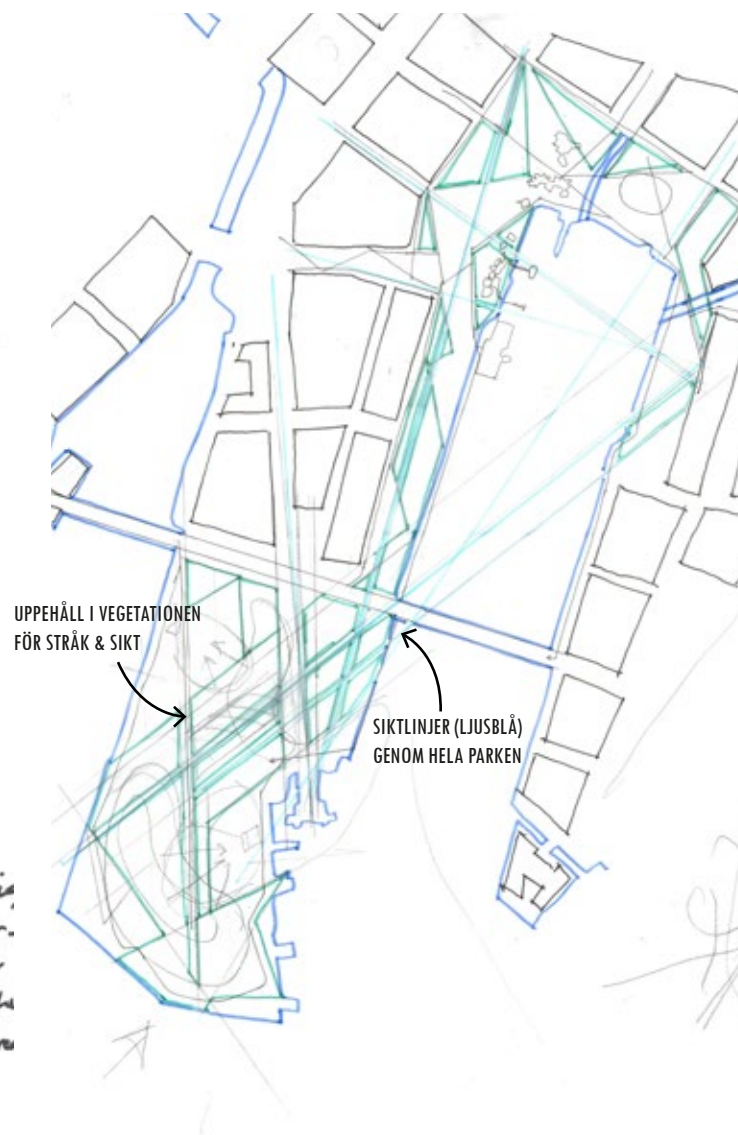 UPPEHÅLL I VEGETATIONEN
FÖR STRÅK & SIKT
SIKTLINJER (LJUSBLÅ)
GENOM HELA PARKEN